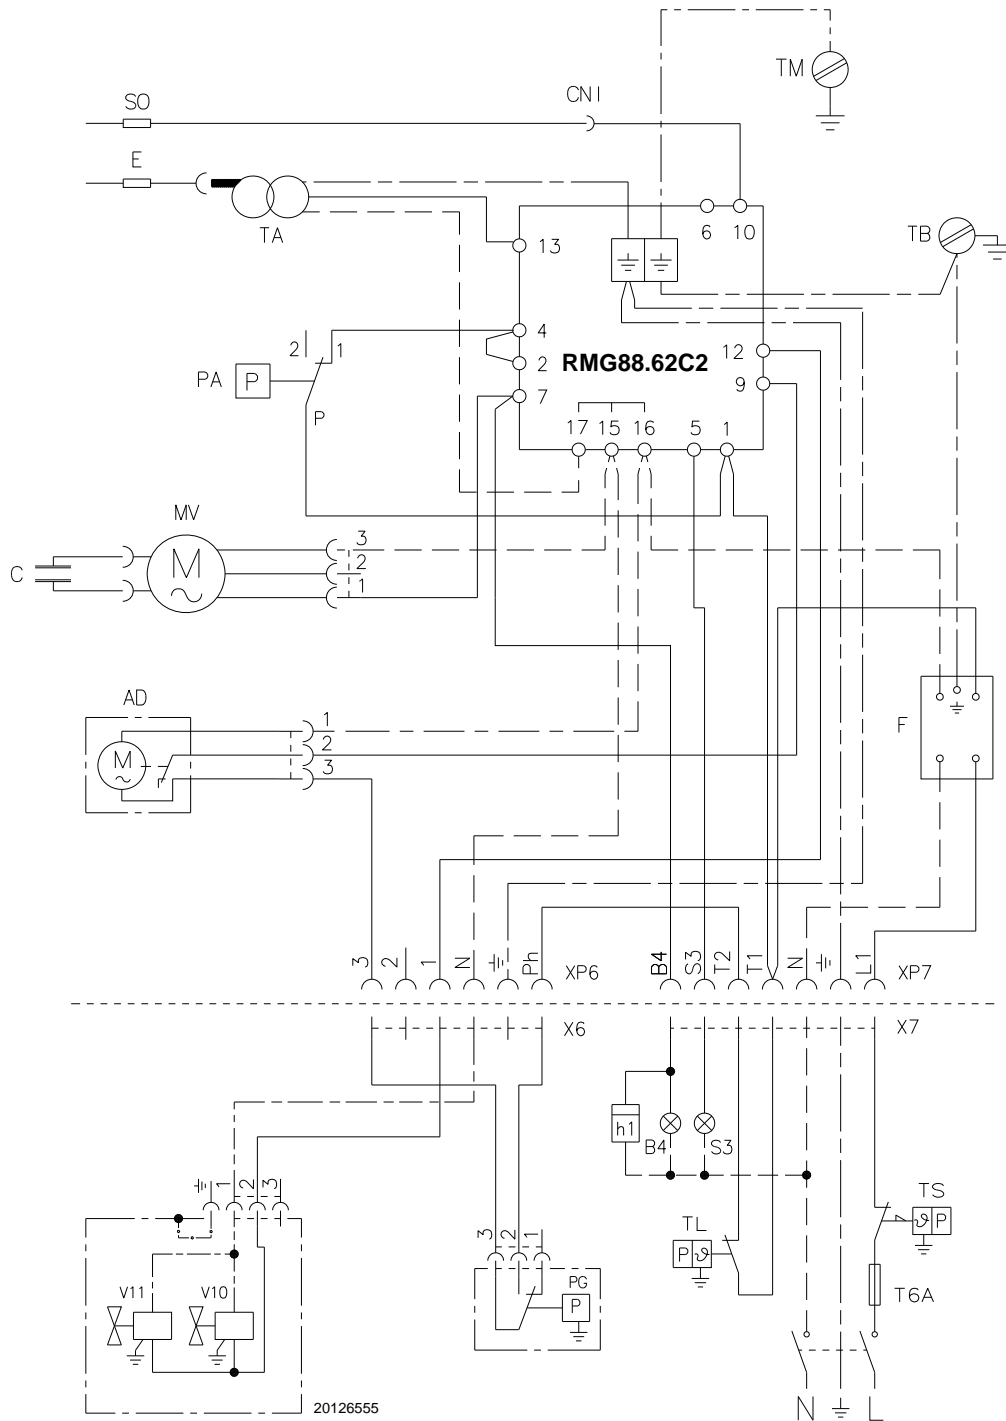 TM
SO
CN1
E
TA
6 10
TB
13
4
2 1
12
2
RMG88.62C2
PA P
9
7
P
17 15 16 5 1
MV
3
M
2
C
1
AD
1
F
M
2
3
3 2 1 N Ph XP6 B4 S3 T2 T1 N L1 XP7
X6 X7
h1
B4 S3
1 2 3
TS
3 2 1
TL
ϑ P
P ϑ
V11 V10
PG
P
T6A
20126555
N L